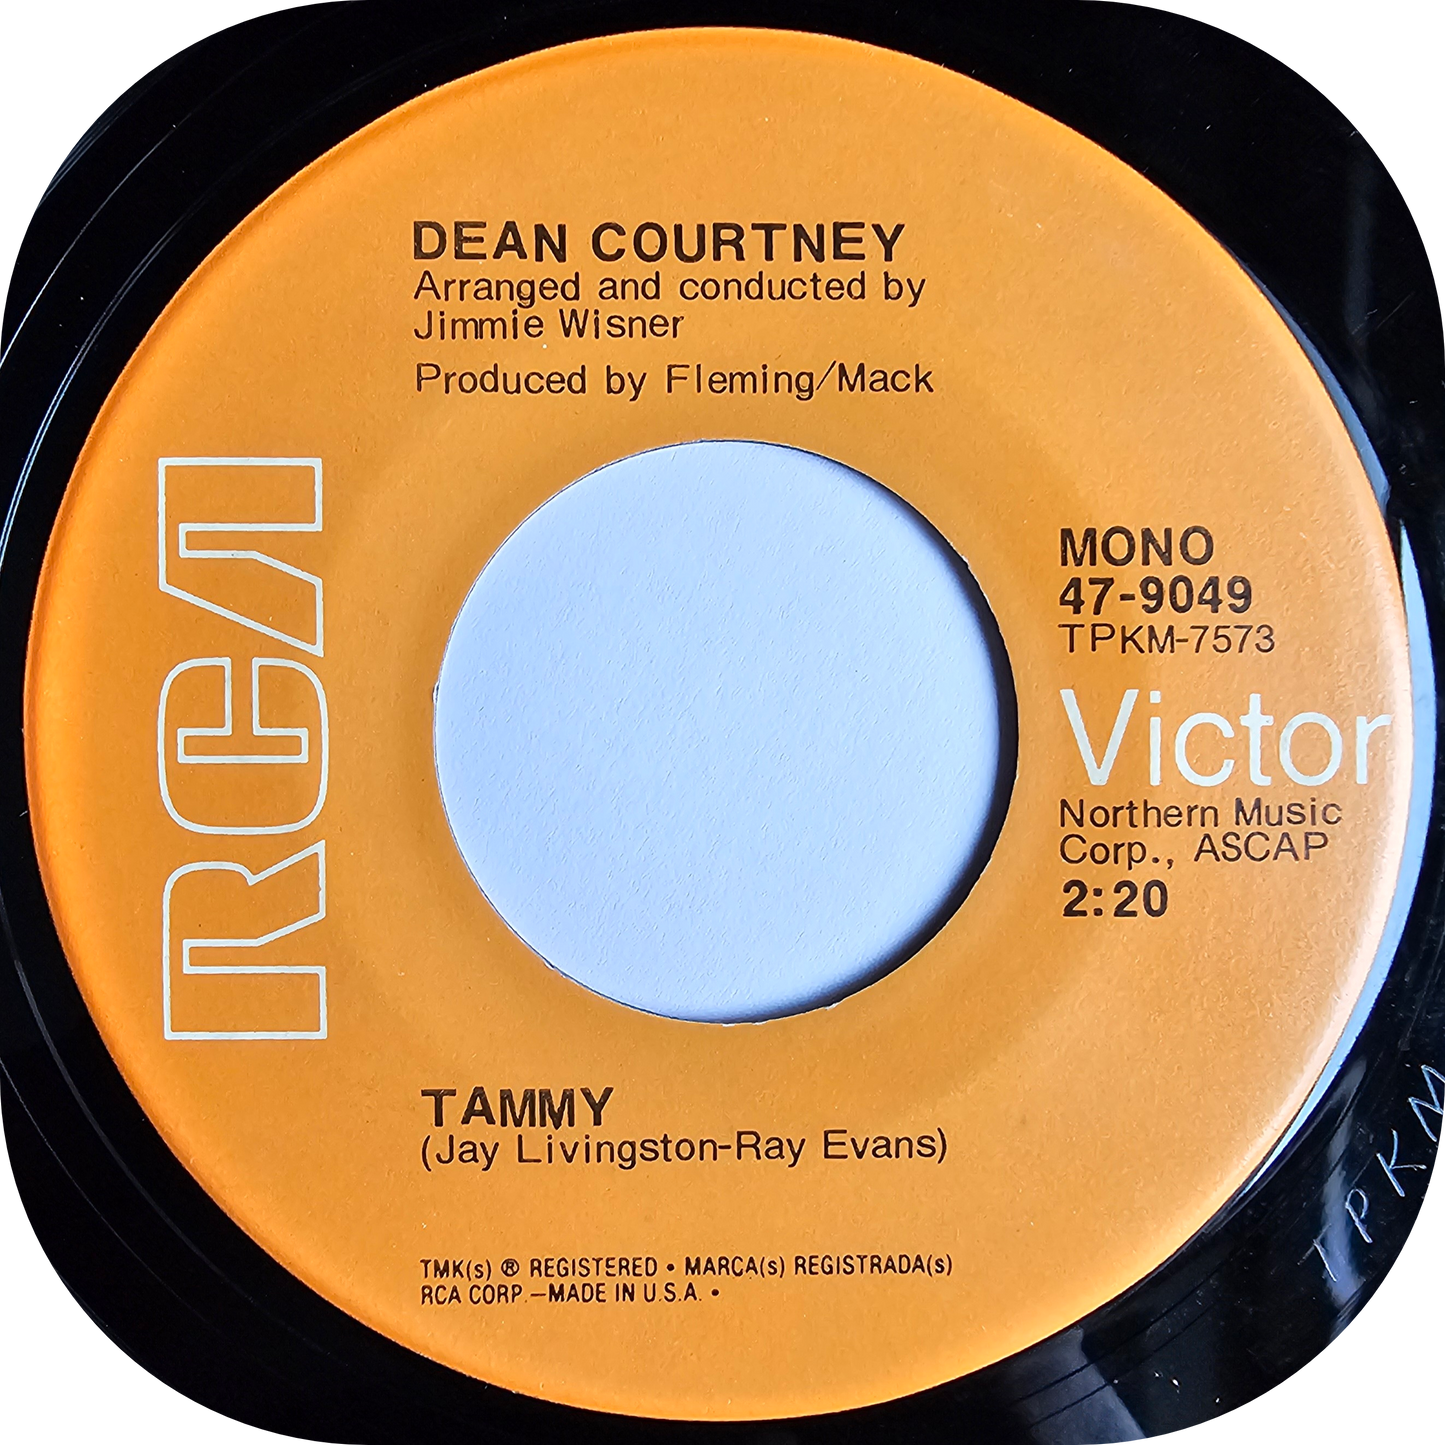 DEAN COURTNEY
Arranged and conducted by
Jimmie Wisner
Produced by Fleming/Mack
RCA
MONO
47-9049
TPKM-7573
Victor
Northern Music
Corp., ASCAP
2:20
TAMMY
(Jay Livingston-Ray Evans)
TMK(s) ® REGISTERED • MARCA(s) REGISTRADA(s)
RCA CORP.—MADE IN U.S.A. •
TPKM